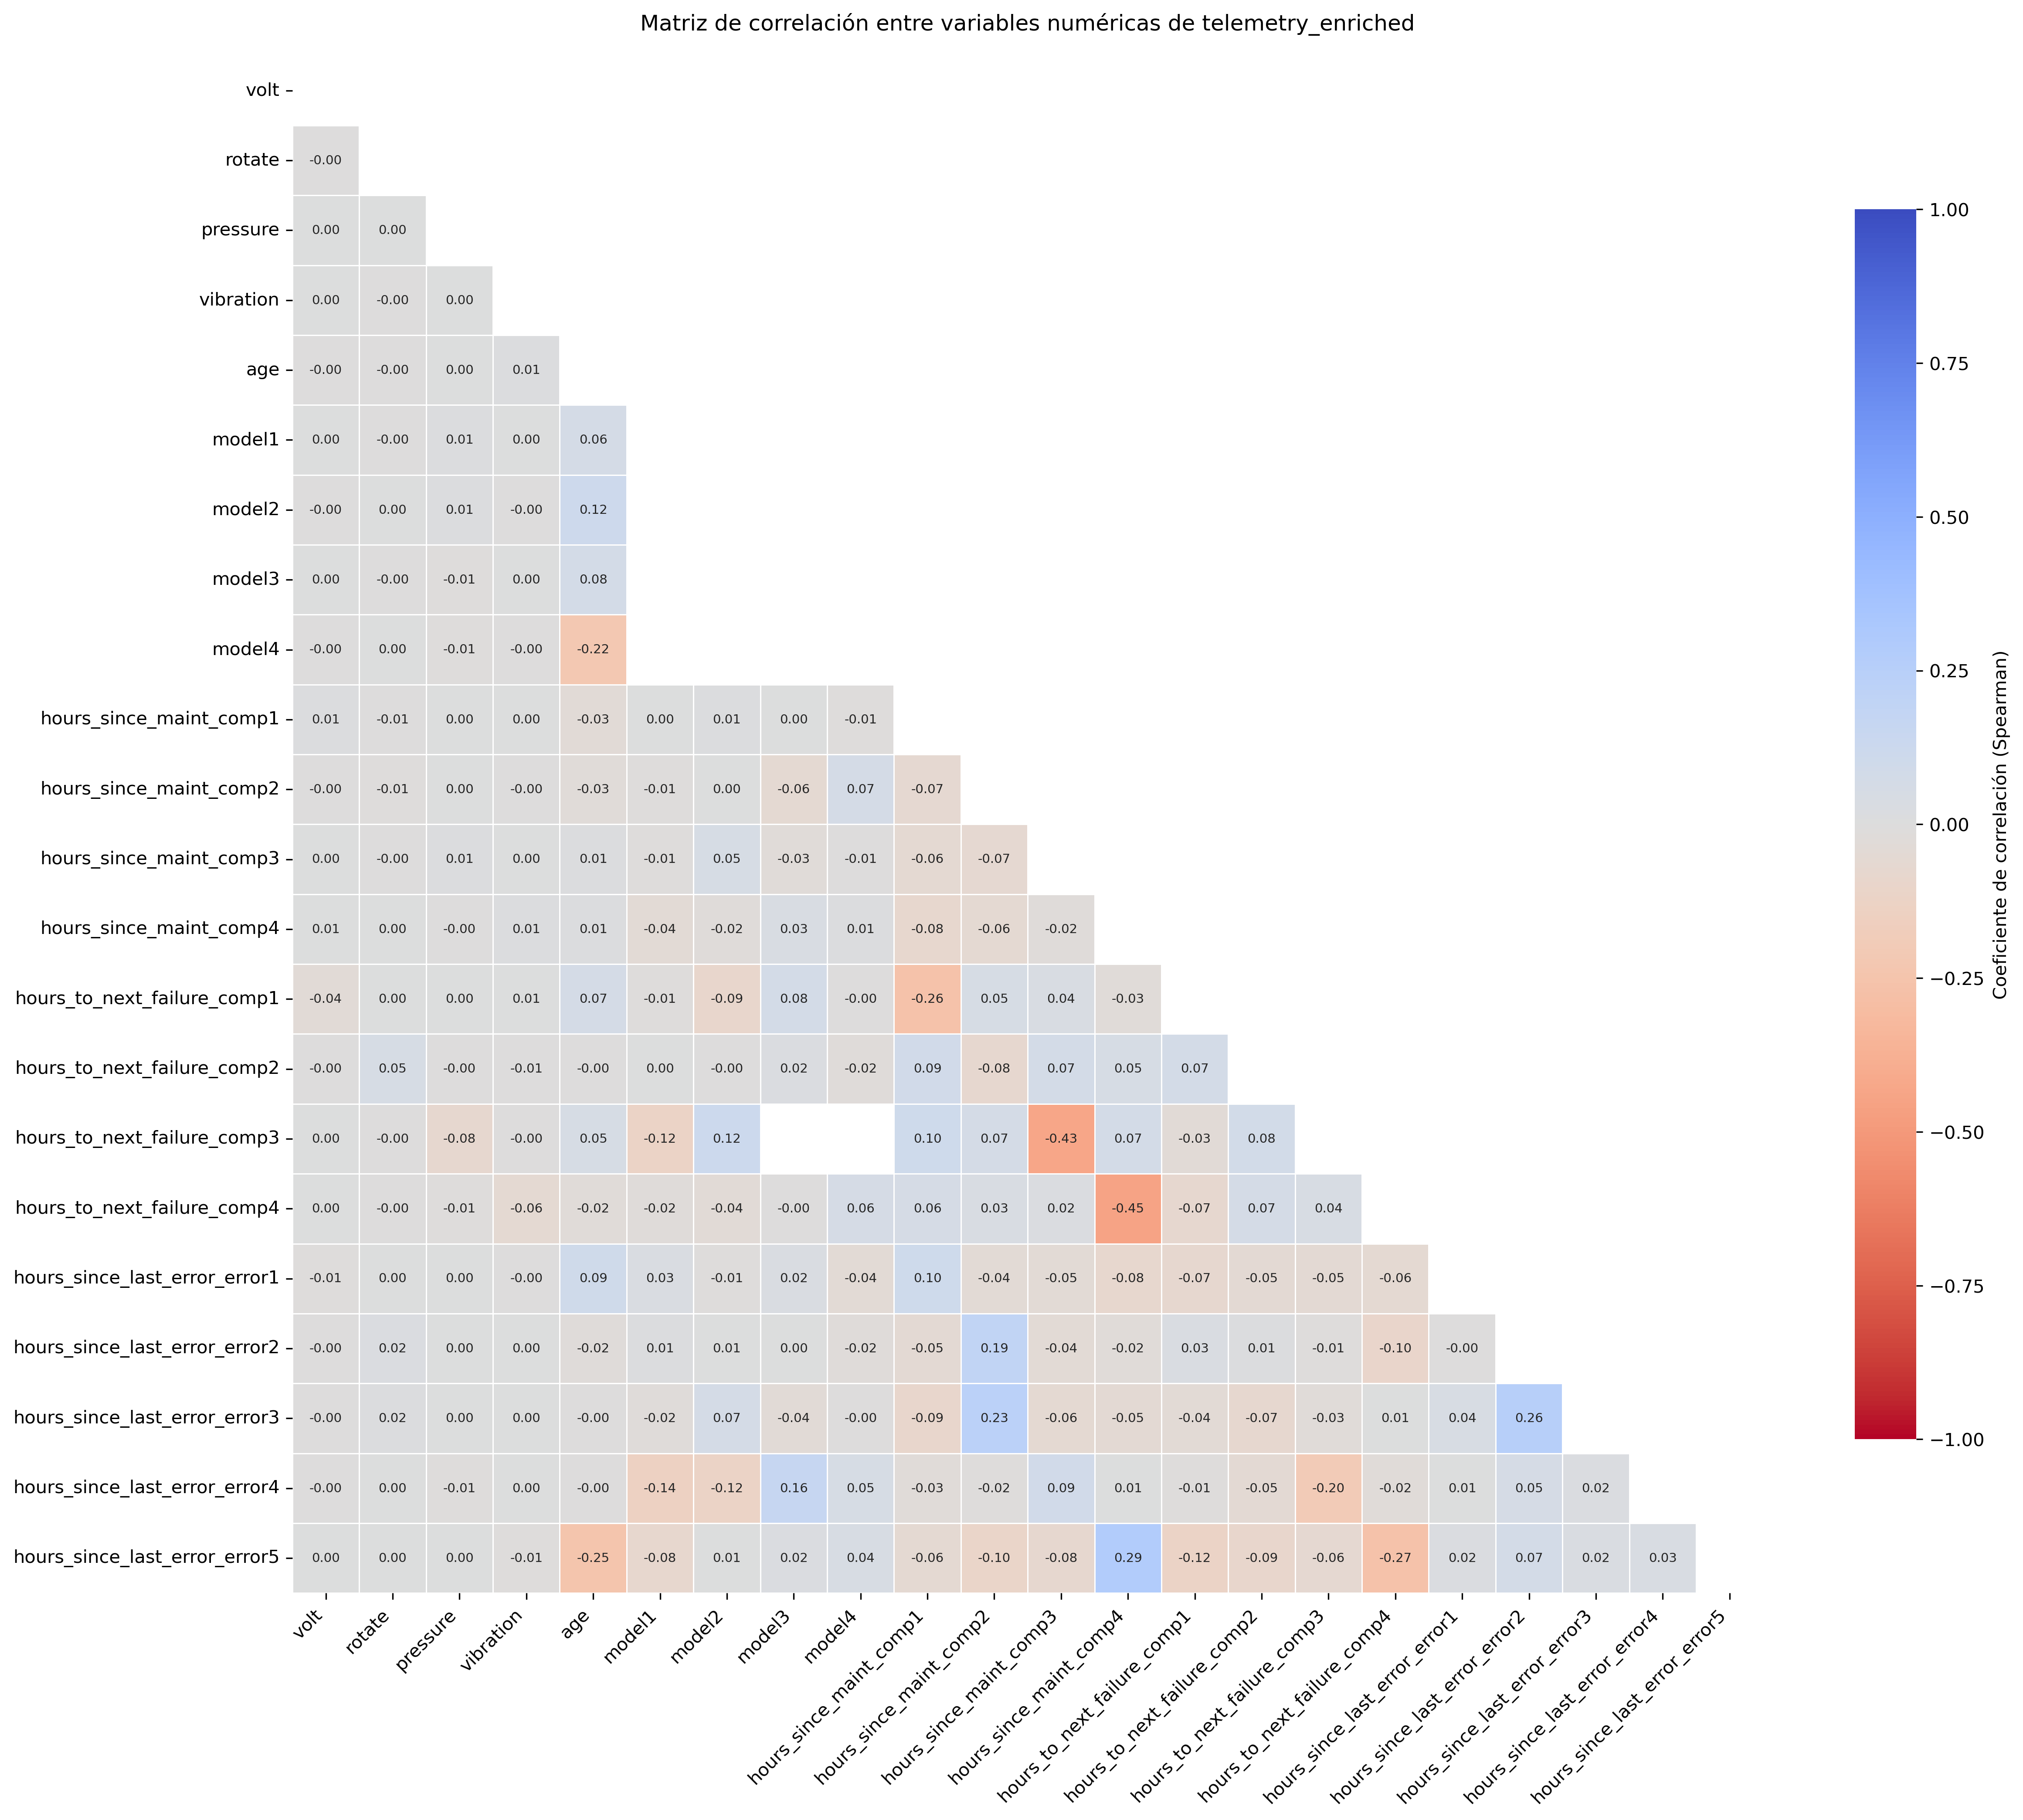 Matriz de correlación entre variables numéricas de telemetry_enriched
volt
rotate -0.00
pressure 0.00 0.00
vibration 0.00 -0.00 0.00
age -0.00 -0.00 0.00 0.01
model1 0.00 -0.00 0.01 0.00 0.06
model2 -0.00 0.00 0.01 -0.00 0.12
model3 0.00 -0.00 -0.01 0.00 0.08
model4 -0.00 0.00 -0.01 -0.00 -0.22
hours_since_maint_comp1 0.01 -0.01 0.00 0.00 -0.03 0.00 0.01 0.00 -0.01
hours_since_maint_comp2 -0.00 -0.01 0.00 -0.00 -0.03 -0.01 0.00 -0.06 0.07 -0.07
hours_since_maint_comp3 0.00 -0.00 0.01 0.00 0.01 -0.01 0.05 -0.03 -0.01 -0.06 -0.07
hours_since_maint_comp4 0.01 0.00 -0.00 0.01 0.01 -0.04 -0.02 0.03 0.01 -0.08 -0.06 -0.02
hours_to_next_failure_comp1 -0.04 0.00 0.00 0.01 0.07 -0.01 -0.09 0.08 -0.00 -0.26 0.05 0.04 -0.03
hours_to_next_failure_comp2 -0.00 0.05 -0.00 -0.01 -0.00 0.00 -0.00 0.02 -0.02 0.09 -0.08 0.07 0.05 0.07
hours_to_next_failure_comp3 0.00 -0.00 -0.08 -0.00 0.05 -0.12 0.12 0.10 0.07 -0.43 0.07 -0.03 0.08
hours_to_next_failure_comp4 0.00 -0.00 -0.01 -0.06 -0.02 -0.02 -0.04 -0.00 0.06 0.06 0.03 0.02 -0.45 -0.07 0.07 0.04
hours_since_last_error_error1 -0.01 0.00 0.00 -0.00 0.09 0.03 -0.01 0.02 -0.04 0.10 -0.04 -0.05 -0.08 -0.07 -0.05 -0.05 -0.06
hours_since_last_error_error2 -0.00 0.02 0.00 0.00 -0.02 0.01 0.01 0.00 -0.02 -0.05 0.19 -0.04 -0.02 0.03 0.01 -0.01 -0.10 -0.00
hours_since_last_error_error3 -0.00 0.02 0.00 0.00 -0.00 -0.02 0.07 -0.04 -0.00 -0.09 0.23 -0.06 -0.05 -0.04 -0.07 -0.03 0.01 0.04 0.26
hours_since_last_error_error4 -0.00 0.00 -0.01 0.00 -0.00 -0.14 -0.12 0.16 0.05 -0.03 -0.02 0.09 0.01 -0.01 -0.05 -0.20 -0.02 0.01 0.05 0.02
hours_since_last_error_error5 0.00 0.00 0.00 -0.01 -0.25 -0.08 0.01 0.02 0.04 -0.06 -0.10 -0.08 0.29 -0.12 -0.09 -0.06 -0.27 0.02 0.07 0.02 0.03
volt
rotate
pressure
vibration
age
model1
model2
model3
model4
hours_since_maint_comp1
hours_since_maint_comp2
hours_since_maint_comp3
hours_since_maint_comp4
hours_to_next_failure_comp1
hours_to_next_failure_comp2
hours_to_next_failure_comp3
hours_to_next_failure_comp4
hours_since_last_error_error1
hours_since_last_error_error2
hours_since_last_error_error3
hours_since_last_error_error4
hours_since_last_error_error5
1.00
0.75
0.50
0.25
0.00
−0.25
−0.50
−0.75
−1.00
Coeficiente de correlación (Spearman)